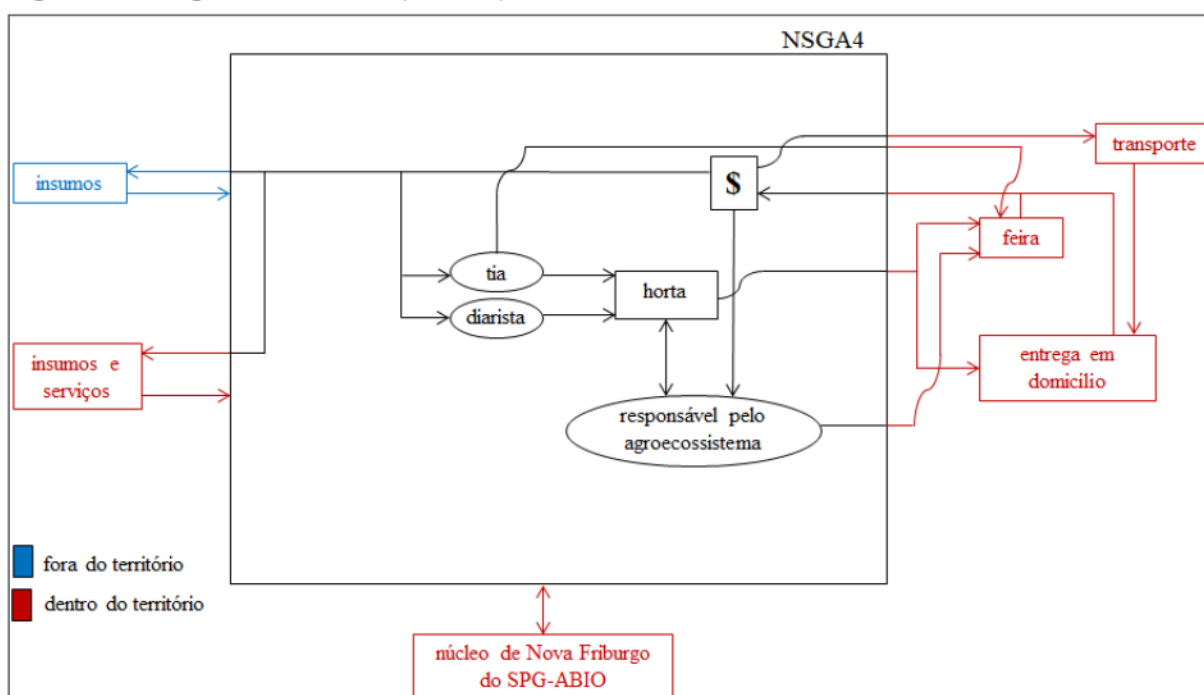 NSGA4
transporte
insumos
$
feira
tia
horta
diarista
insumos e
serviços
entrega em
domicílio
responsável pelo
agroecossistema
fora do território
dentro do território
núcleo de Nova Friburgo
do SPG-ABIO